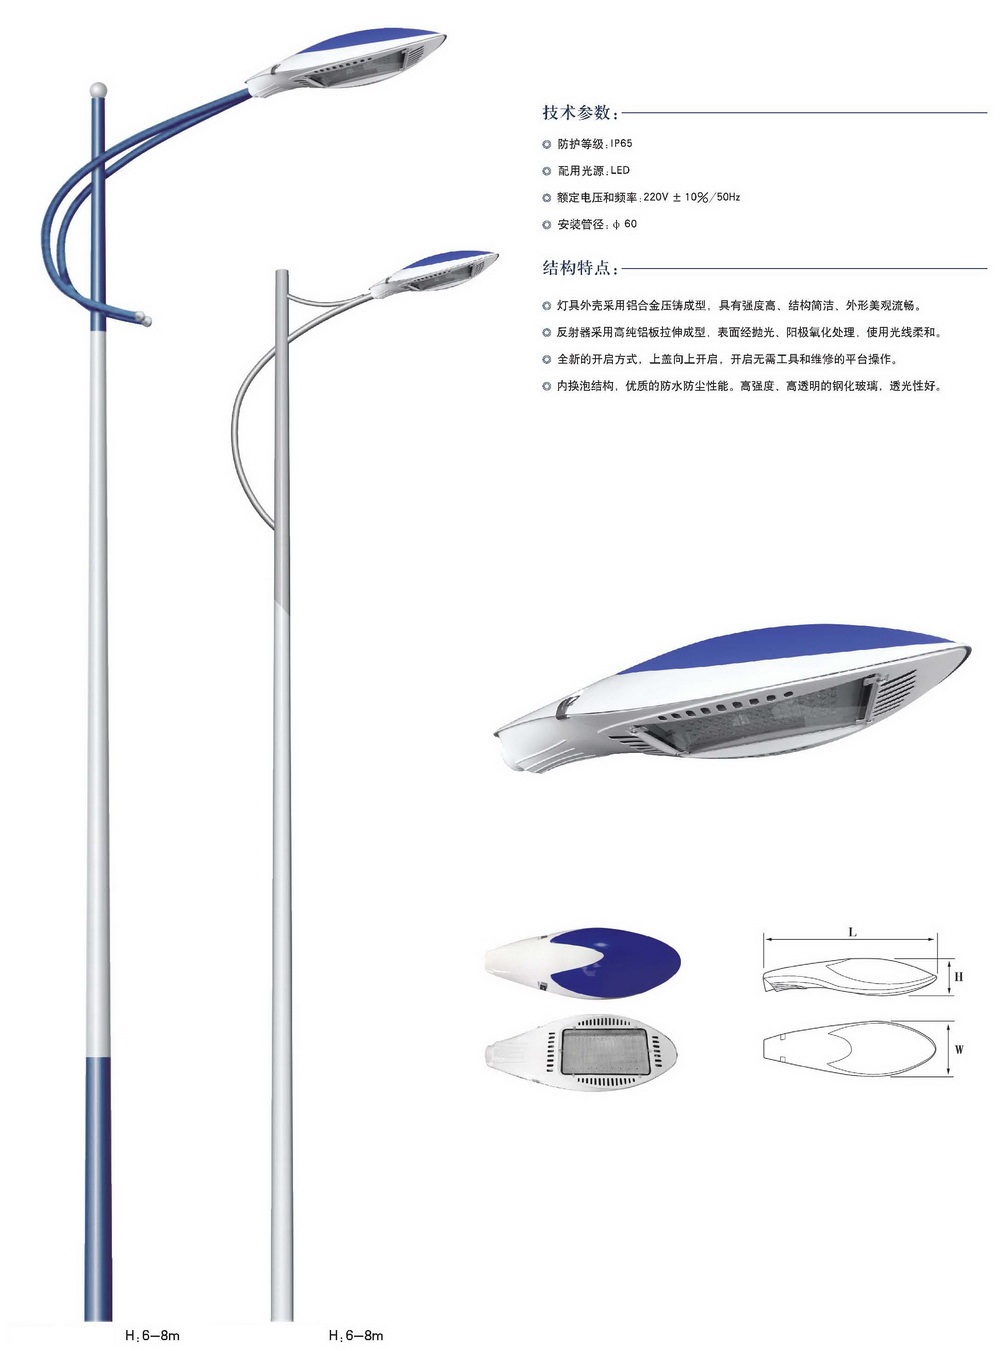 技术参数：
◎ 防护等级：IP65
◎ 配用光源：LED
◎ 额定电压和频率：220V ± 10%/50Hz
◎ 安装管径：φ 60
结构特点：
◎ 灯具外壳采用铝合金压铸成型，具有强度高、结构简洁、外形美观流畅。
◎ 反射器采用高纯铝板拉伸成型，表面经抛光、阳极氧化处理，使用光线柔和。
◎ 全新的开启方式，上盖向上开启，开启无需工具和维修的平台操作。
◎ 内换泡结构，优质的防水防尘性能。高强度、高透明的钢化玻璃，透光性好。
L
H
W
H：6—8m
H：6—8m